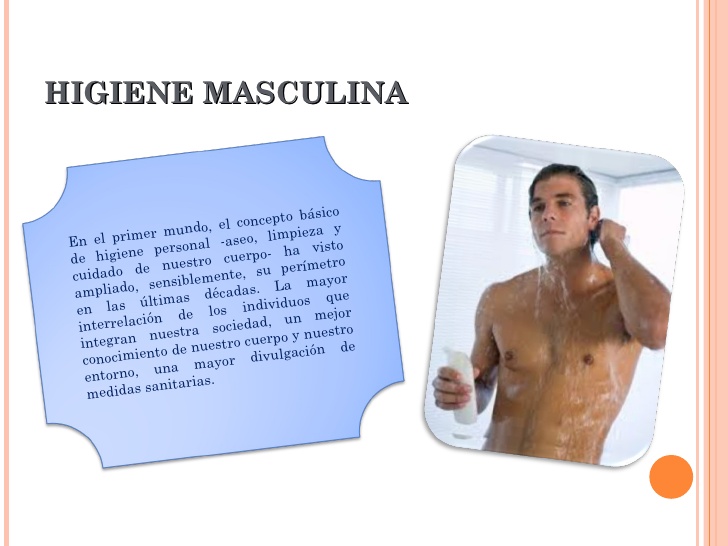 HIGIENE MASCULINA
En el primer mundo, el concepto básico
de higiene personal -aseo, limpieza y
cuidado de nuestro cuerpo- ha visto
ampliado, sensiblemente, su perímetro
en las últimas décadas. La mayor
interrelación de los individuos que
integran nuestra sociedad, un mejor
conocimiento de nuestro cuerpo y nuestro
entorno, una mayor divulgación de
medidas sanitarias.